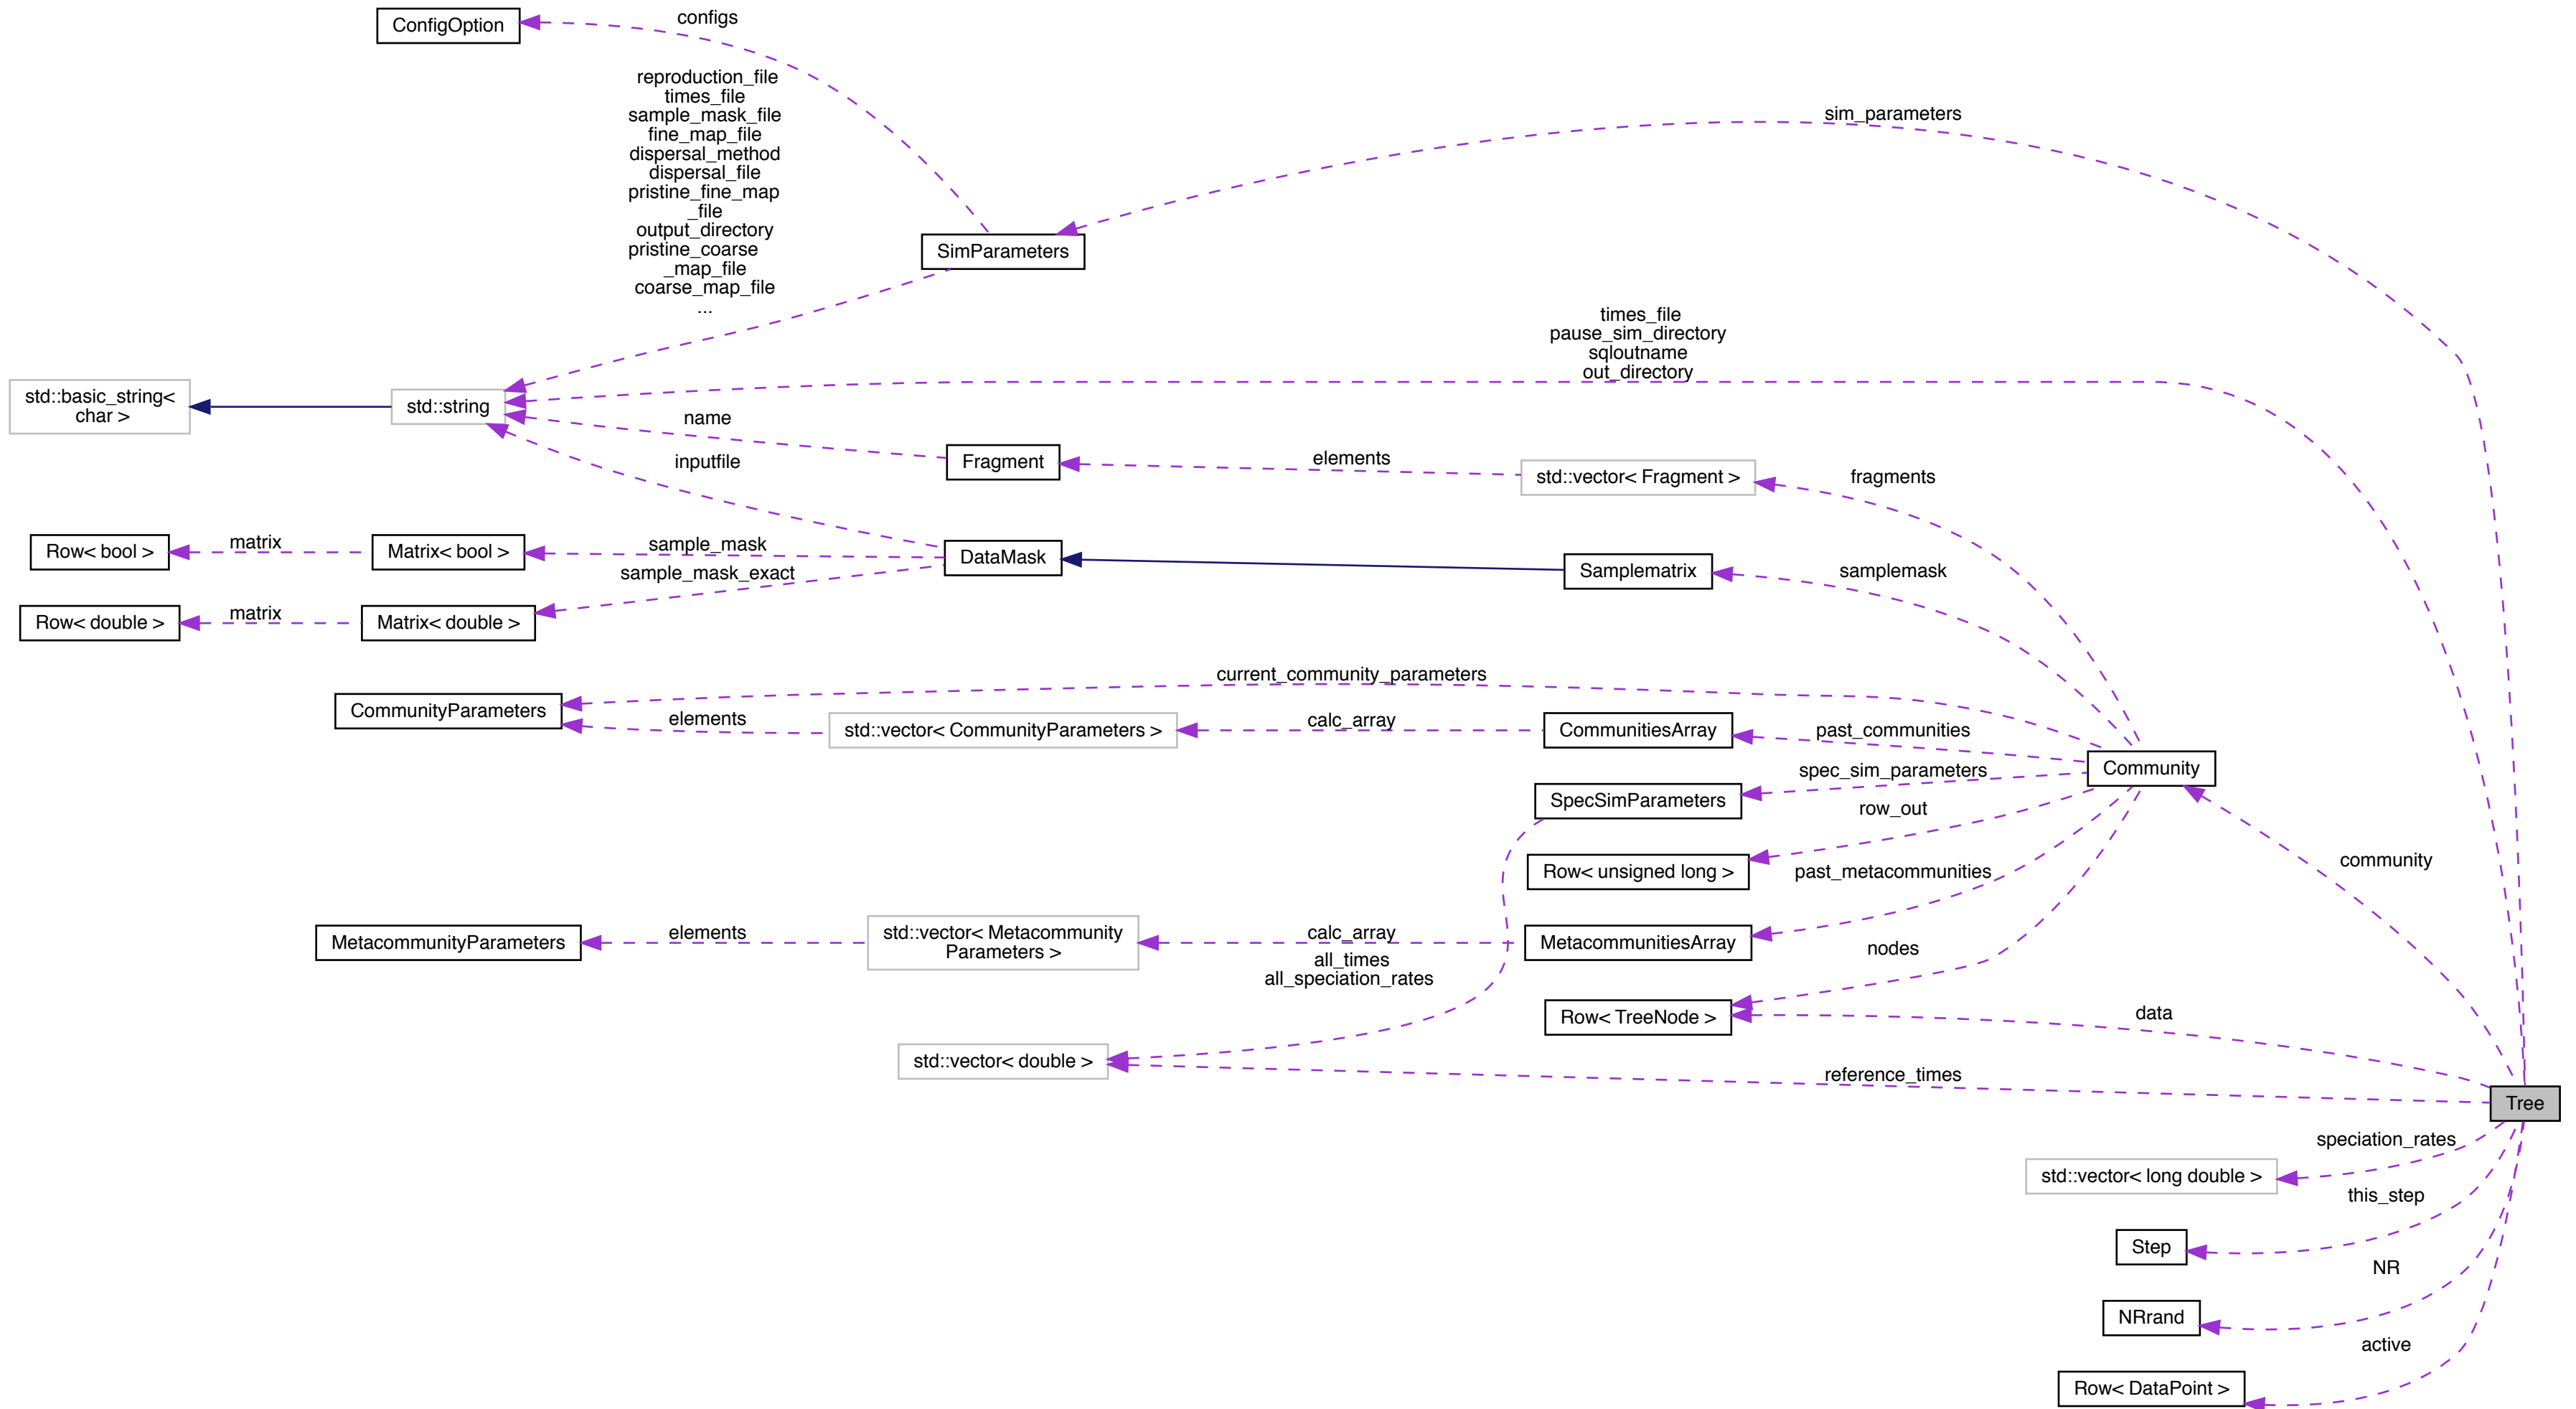 ConfigOption
configs
reproduction_file
times_file
sample_mask_file
fine_map_file
dispersal_method
dispersal_file
pristine_fine_map
_file
output_directory
pristine_coarse
_map_file
coarse_map_file
...
sim_parameters
SimParameters
times_file
pause_sim_directory
sqloutname
out_directory
std::basic_string<
char >
std::string
name
inputfile
Fragment
elements
std::vector< Fragment >
fragments
Row< bool >
matrix
Matrix< bool >
sample_mask
sample_mask_exact
DataMask
Samplematrix
samplemask
Row< double >
matrix
Matrix< double >
current_community_parameters
CommunityParameters
elements
std::vector< CommunityParameters >
calc_array
CommunitiesArray
past_communities
Community
spec_sim_parameters
SpecSimParameters
row_out
Row< unsigned long >
past_metacommunities
community
MetacommunityParameters
elements
std::vector< Metacommunity
Parameters >
calc_array
all_times
all_speciation_rates
MetacommunitiesArray
nodes
Row< TreeNode >
data
std::vector< double >
reference_times
Tree
speciation_rates
std::vector< long double >
this_step
Step
NR
NRrand
active
Row< DataPoint >